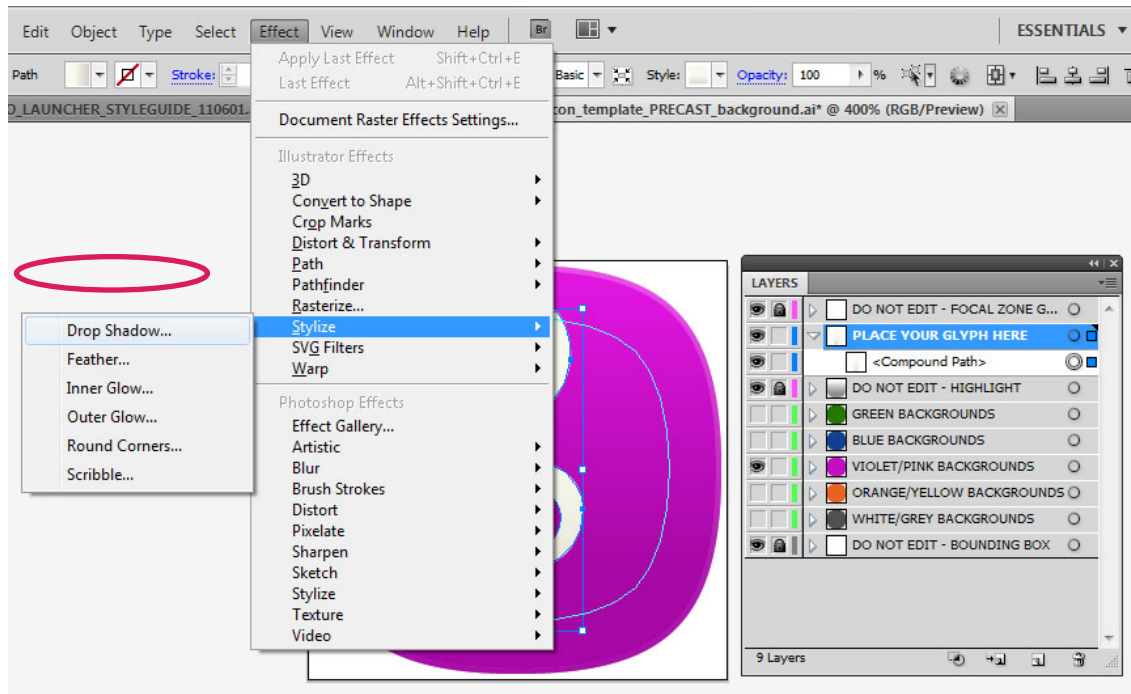 Edit Object Type Select Effect View Window Help Br ESSENTIALS
Path Stroke: Basic Style: Opacity: 100 %
O_LAUNCHER_STYLEGUIDE_110601. con_template_PRECAST_background.ai* @ 400% (RGB/Preview)
Apply Last Effect Shift+Ctrl+E
Last Effect Alt+Shift+Ctrl+E
Document Raster Effects Settings...
Illustrator Effects
3D
Convert to Shape
Crop Marks
Distort & Transform
Path
Pathfinder
Rasterize...
Stylize
SVG Filters
Warp
Photoshop Effects
Effect Gallery...
Artistic
Blur
Brush Strokes
Distort
Pixelate
Sharpen
Sketch
Stylize
Texture
Video
Drop Shadow...
Feather...
Inner Glow...
Outer Glow...
Round Corners...
Scribble...
LAYERS
DO NOT EDIT - FOCAL ZONE G...
PLACE YOUR GLYPH HERE
<Compound Path>
DO NOT EDIT - HIGHLIGHT
GREEN BACKGROUNDS
BLUE BACKGROUNDS
VIOLET/PINK BACKGROUNDS
ORANGE/YELLOW BACKGROUNDS
WHITE/GREY BACKGROUNDS
DO NOT EDIT - BOUNDING BOX
9 Layers